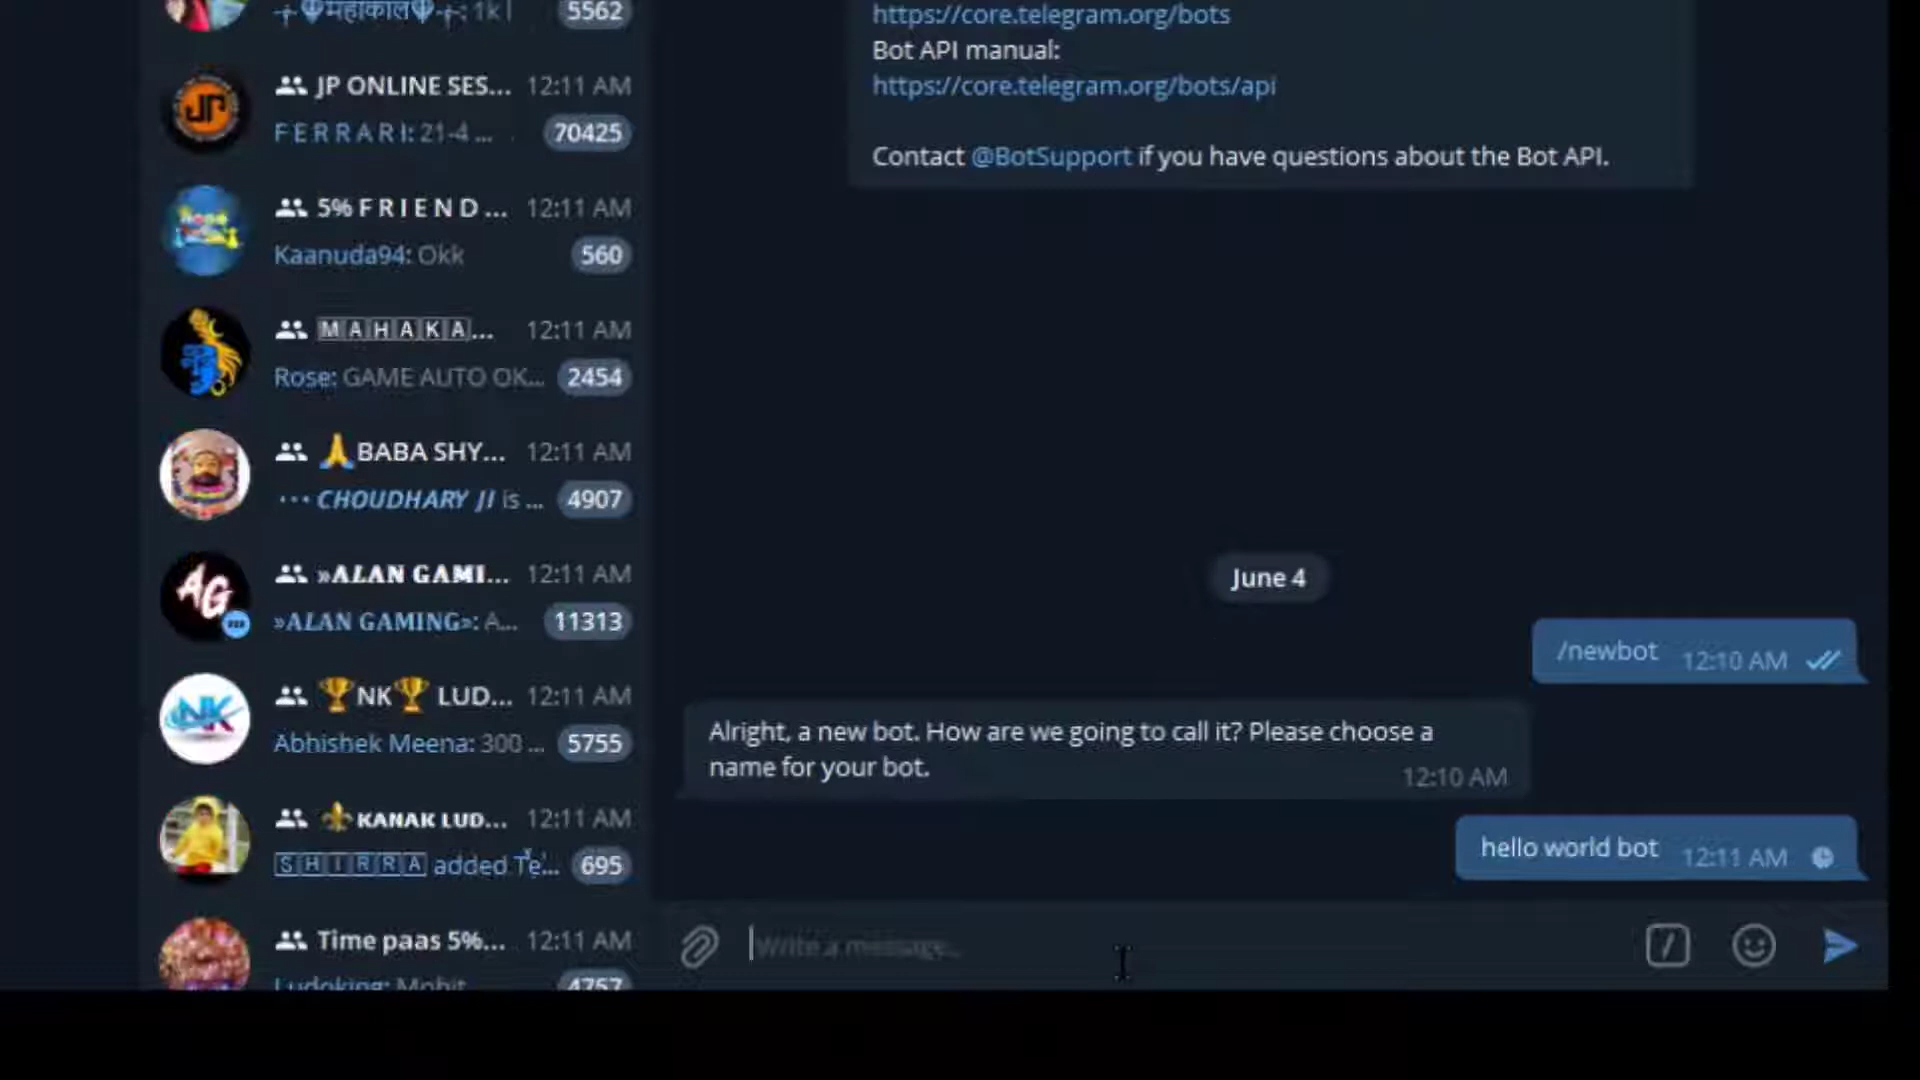 महाकाल : 1k
5562
JP ONLINE SES... 12:11 AM
F E R R A R I: 21-4 ... 70425
5% F R I E N D ... 12:11 AM
Kaanuda94: Okk 560
MAHAKA... 12:11 AM
Rose: GAME AUTO OK... 2454
🙏BABA SHY... 12:11 AM
CHOUDHARY JI is ... 4907
»ALAN GAMI... 12:11 AM
»ALAN GAMING»: A... 11313
🏆NK🏆 LUD... 12:11 AM
Abhishek Meena: 300 ... 5755
⚜KANAK LUD... 12:11 AM
SHIRRA added Te... 695
Time paas 5%... 12:11 AM
Ludoking: Mohit 4757
https://core.telegram.org/bots
Bot API manual:
https://core.telegram.org/bots/api
Contact @BotSupport if you have questions about the Bot API.
June 4
/newbot 12:10 AM
Alright, a new bot. How are we going to call it? Please choose a
name for your bot.
12:10 AM
hello world bot 12:11 AM
Write a message...